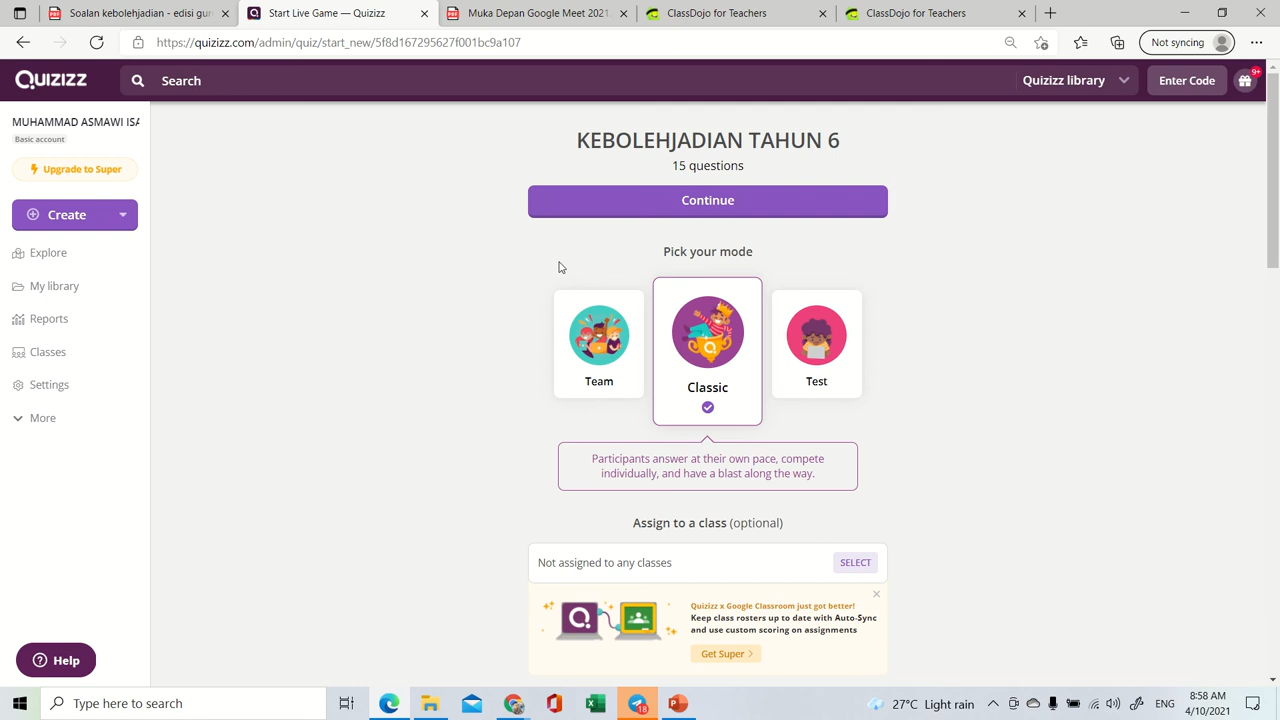 Soalan kebolehjadian - edisi guru
Start Live Game — Quizizz
Muka Depan Google Meet 2021
ClassDojo for Teachers
ClassDojo for Teachers
https://quizizz.com/admin/quiz/start_new/5f8d167295627f001bc9a107
Not syncing
QUIZIZZ
Search
Quizizz library
Enter Code
9+
MUHAMMAD ASMAWI ISA
Basic account
Upgrade to Super
Create
Explore
My library
Reports
Classes
Settings
More
Help
KEBOLEHJADIAN TAHUN 6
15 questions
Continue
Pick your mode
Team
Classic
Test
Participants answer at their own pace, compete
individually, and have a blast along the way.
Assign to a class (optional)
Not assigned to any classes
SELECT
Quizizz x Google Classroom just got better!
Keep class rosters up to date with Auto-Sync
and use custom scoring on assignments
Get Super
Type here to search
18
27°C Light rain
ENG
8:58 AM
4/10/2021